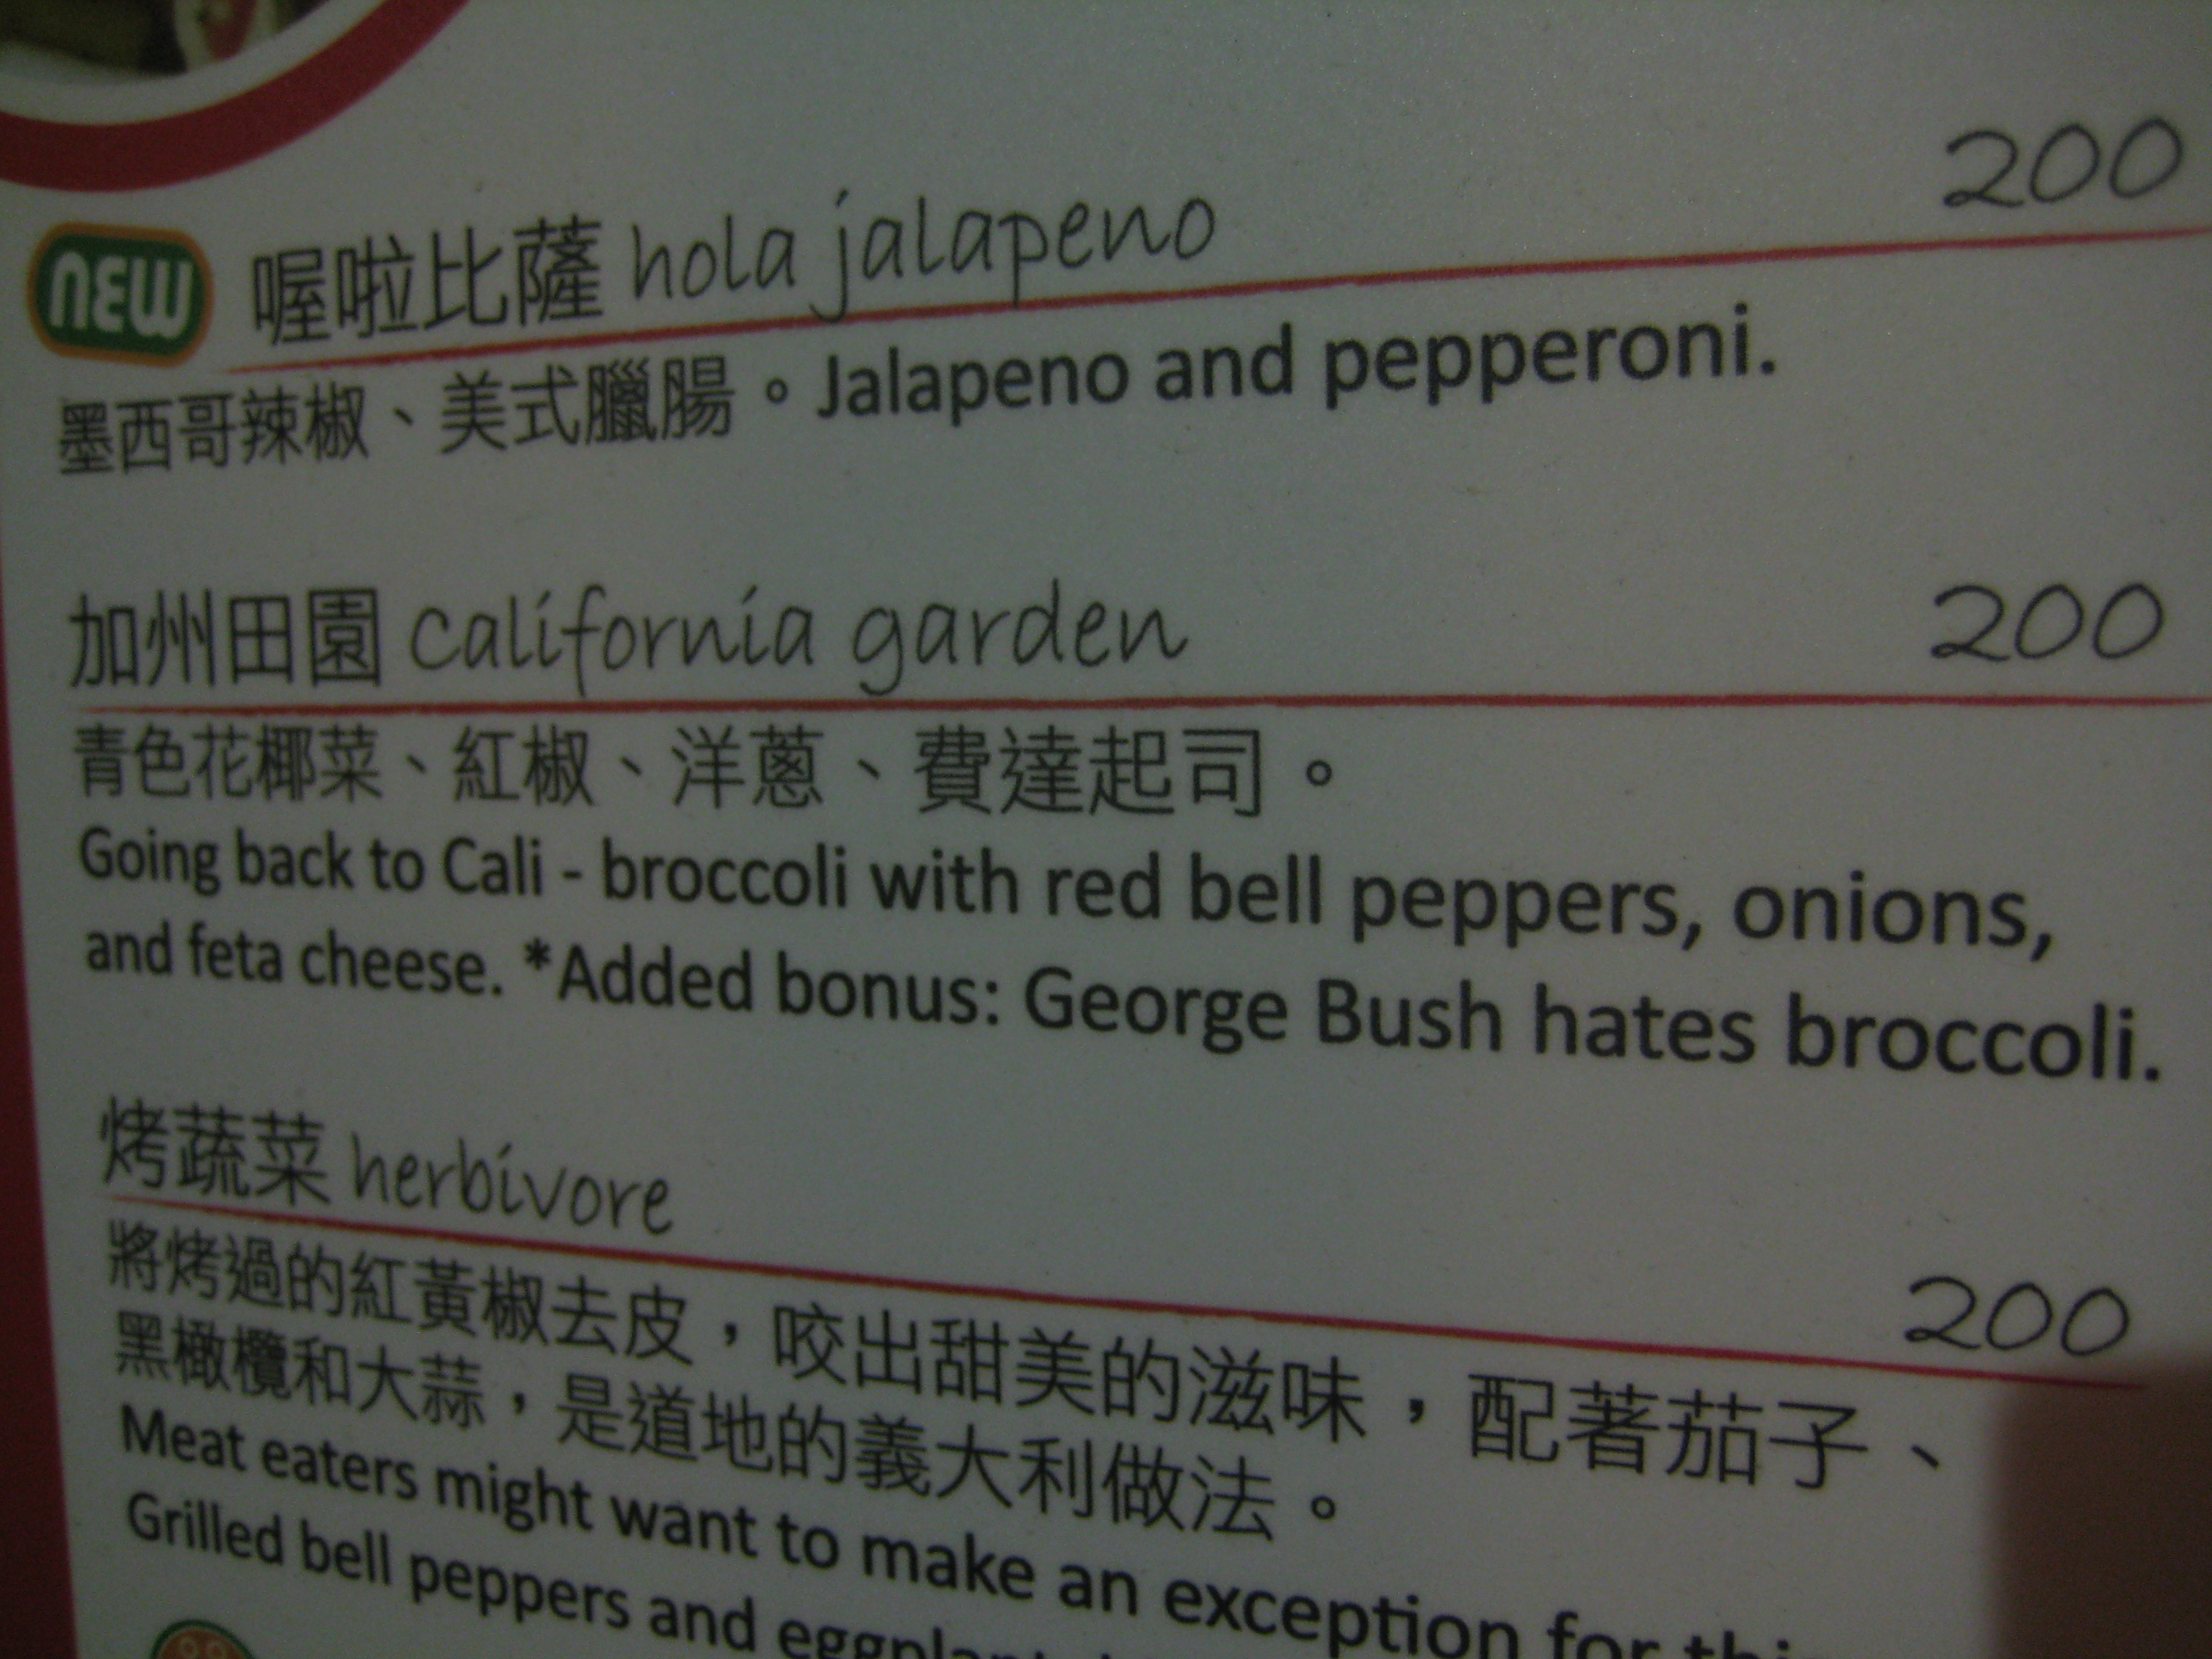 200
NEW 喔啦比薩 hola jalapeno
墨西哥辣椒、美式臘腸。Jalapeno and pepperoni.
加州田園 california garden 200
青色花椰菜、紅椒、洋蔥、費達起司。
Going back to Cali - broccoli with red bell peppers, onions,
and feta cheese. *Added bonus: George Bush hates broccoli.
烤蔬菜 herbivore 200
將烤過的紅黃椒去皮，咬出甜美的滋味，配著茄子、
黑橄欖和大蒜，是道地的義大利做法。
Meat eaters might want to make an exception for
Grilled bell peppers and